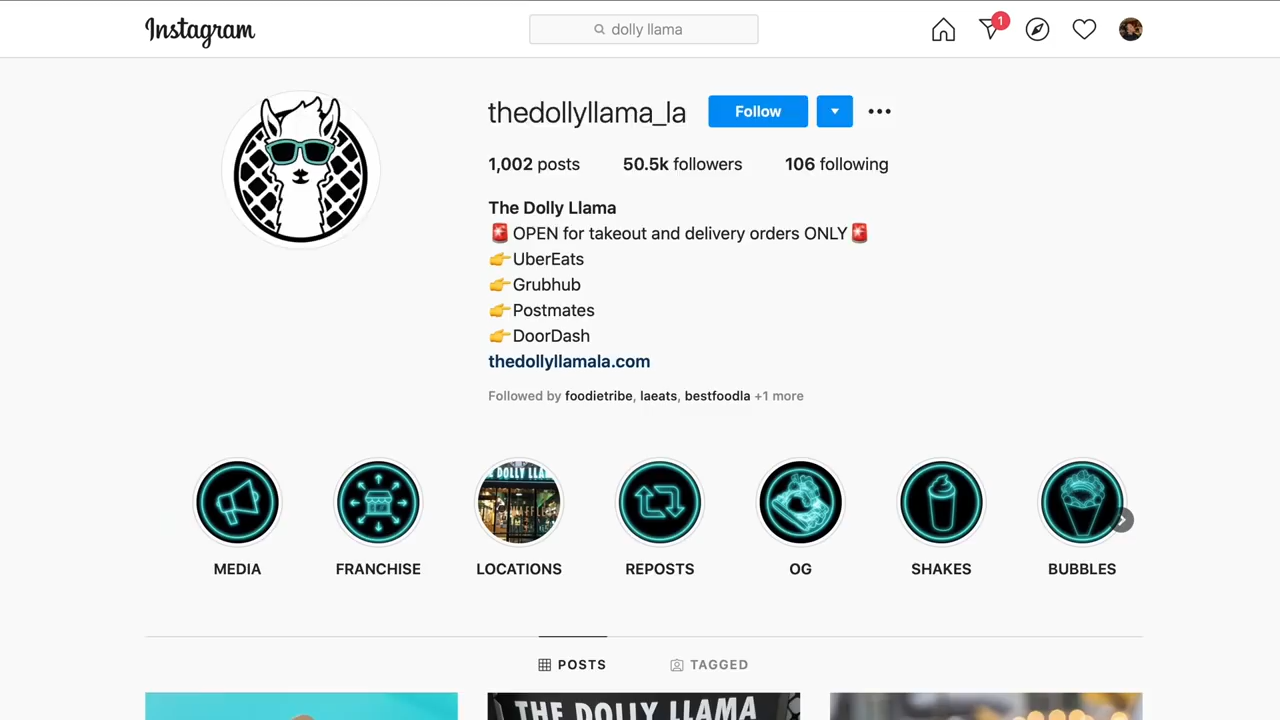 Instagram
dolly llama
1
thedollyllama_la
Follow
1,002 posts
50.5k followers
106 following
The Dolly Llama
🚨 OPEN for takeout and delivery orders ONLY🚨
👉UberEats
👉Grubhub
👉Postmates
👉DoorDash
thedollyllamala.com
Followed by foodietribe, laeats, bestfoodla +1 more
MEDIA
FRANCHISE
LOCATIONS
REPOSTS
OG
SHAKES
BUBBLES
POSTS
TAGGED
THE DOLLY LLAMA